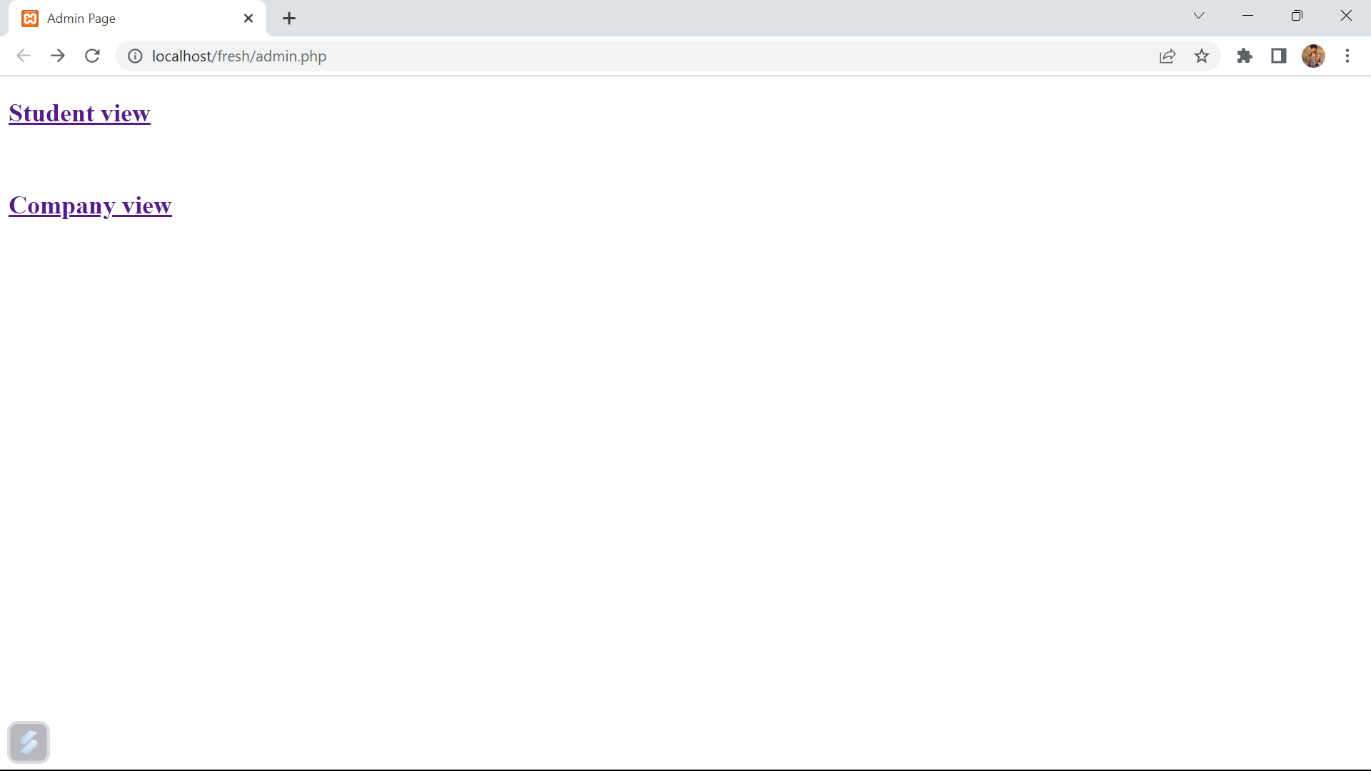 Admin Page
localhost/fresh/admin.php
Student view
Company view